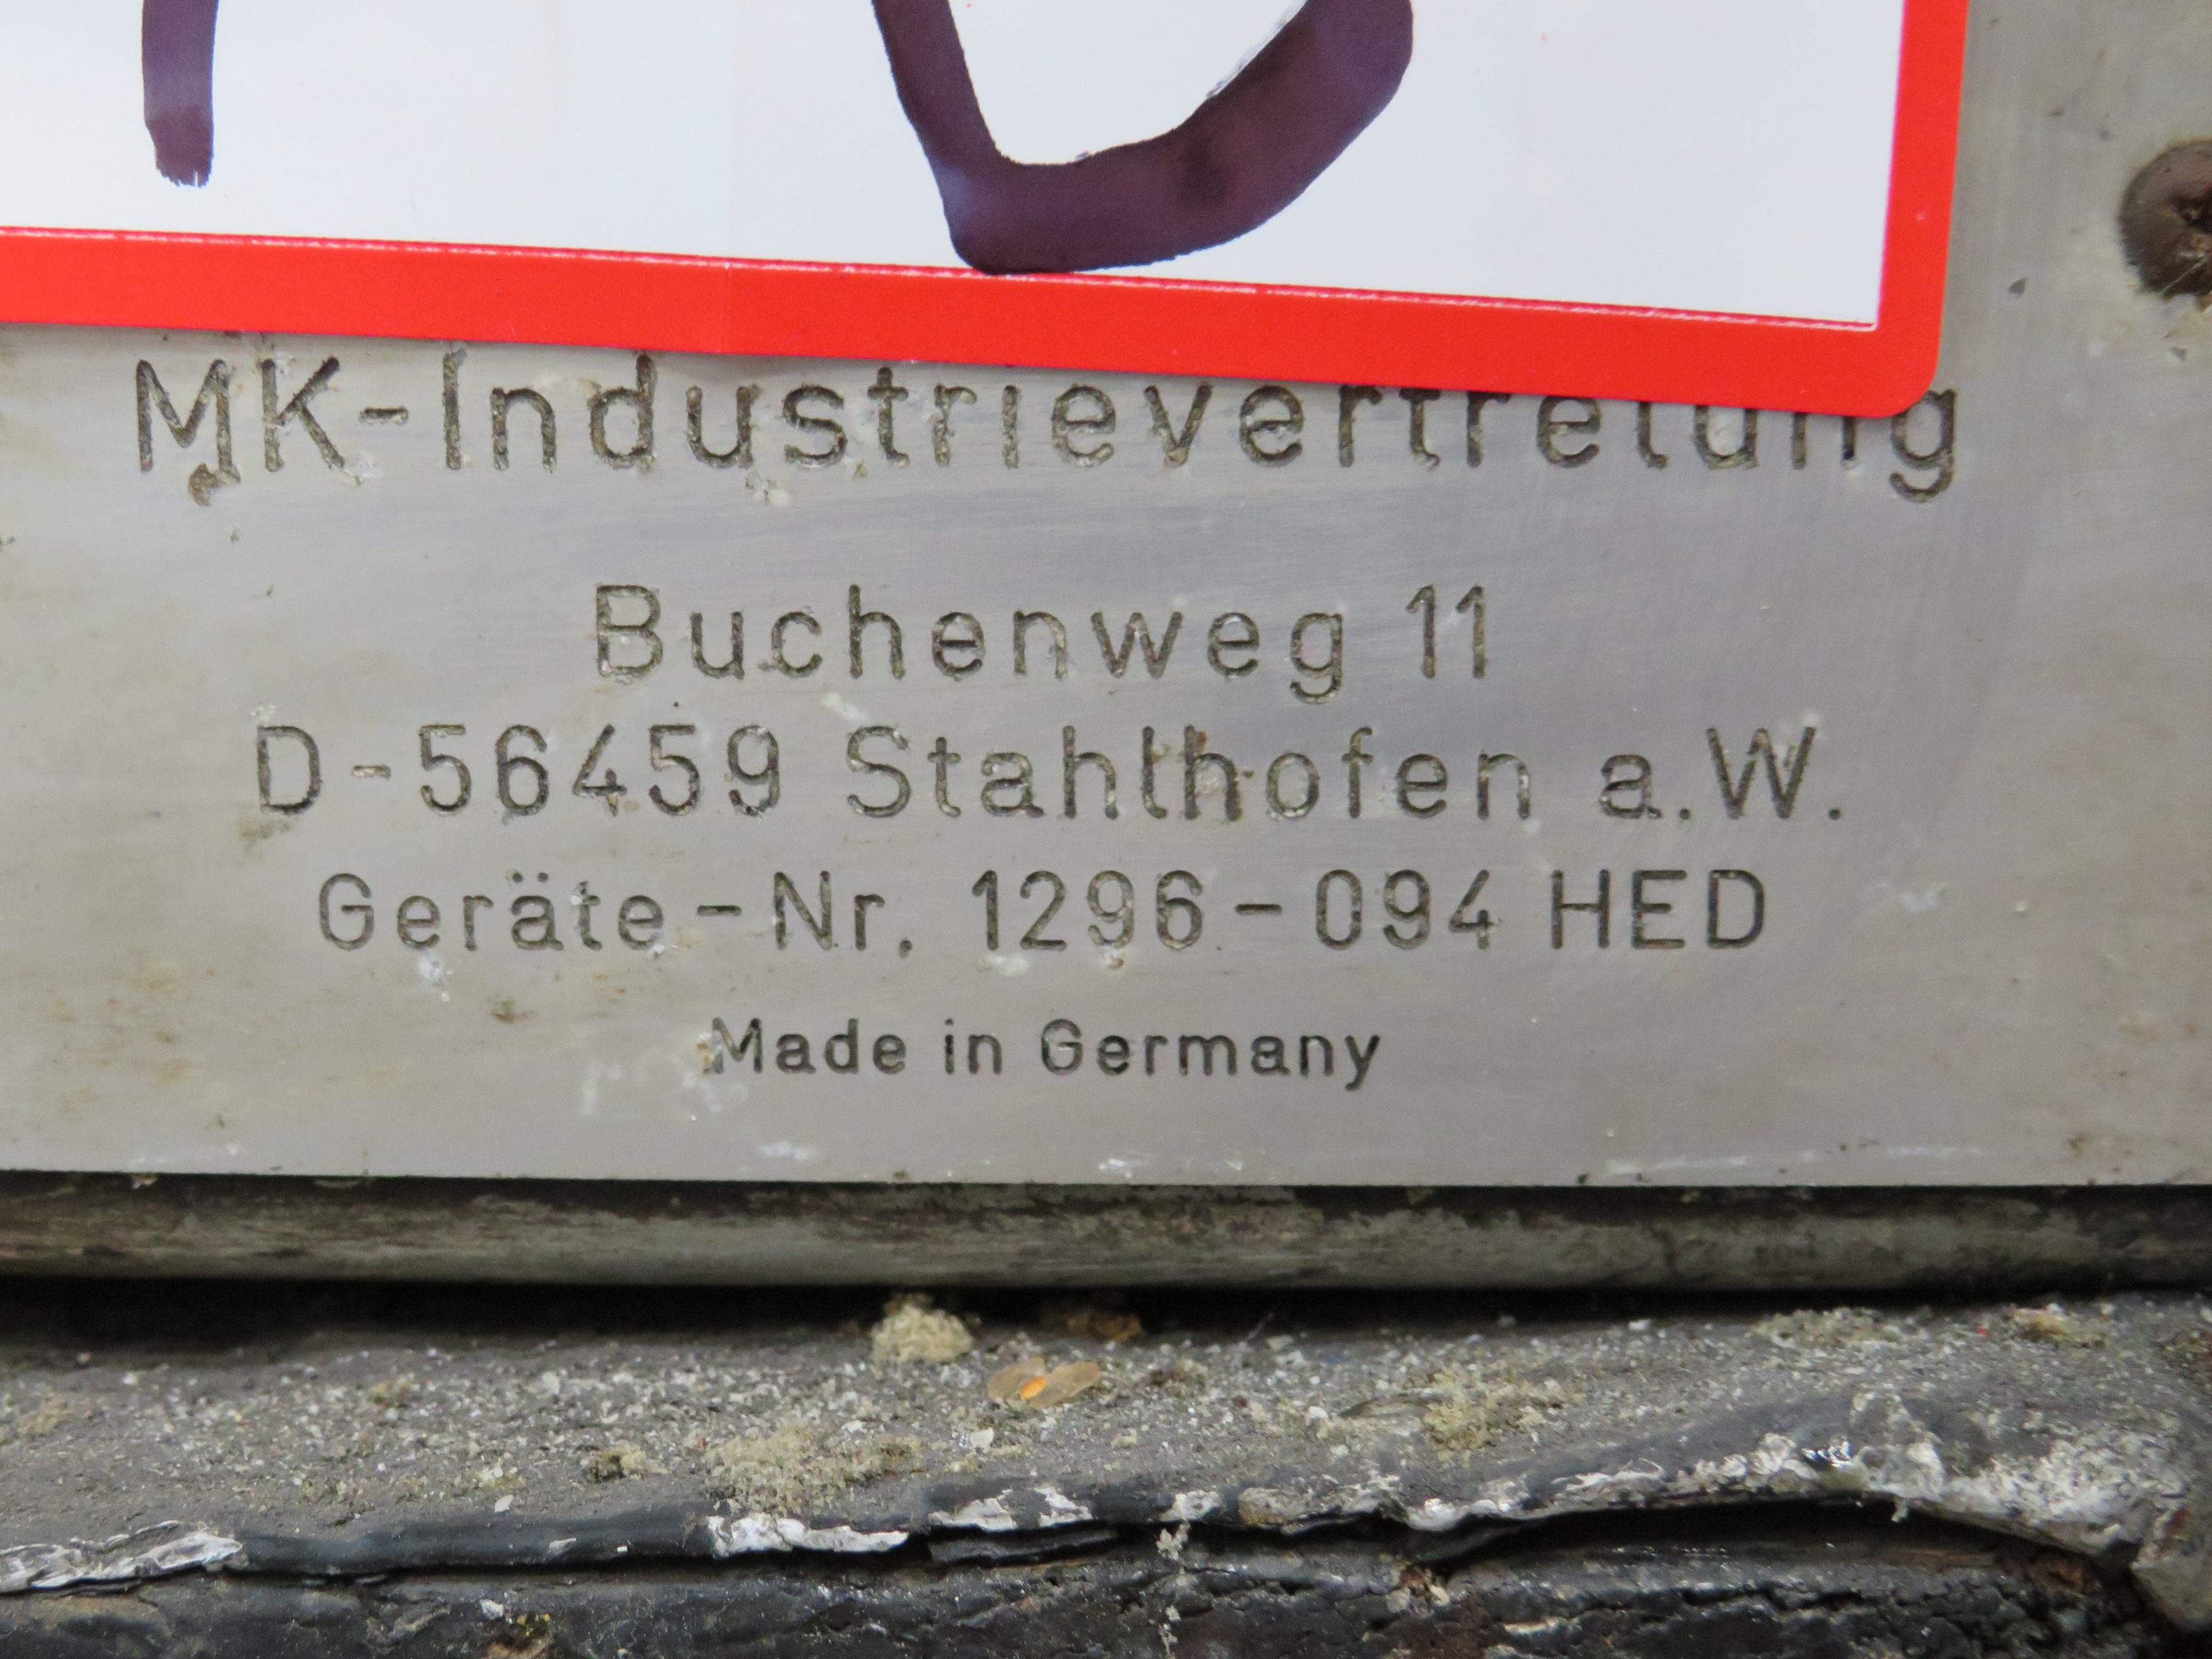 MK-Industrievertretung
Buchenweg 11
D-56459 Stahlhofen a.W.
Geräte-Nr. 1296-094 HED
Made in Germany